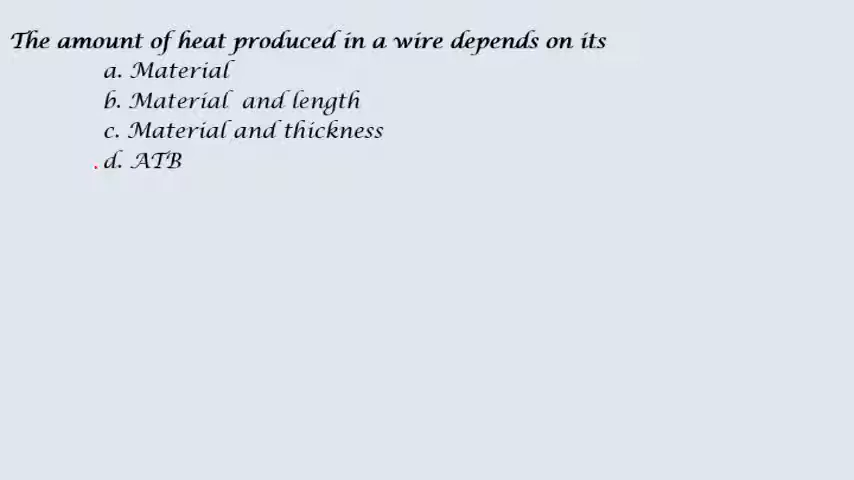 The amount of heat produced in a wire depends on its
a. Material
b. Material and length
c. Material and thickness
d. ATB